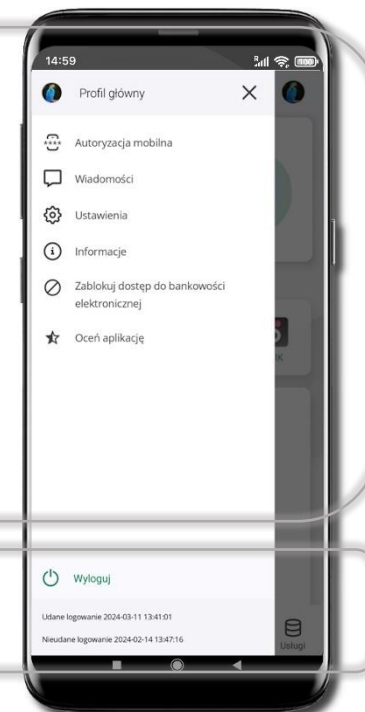 14:59
Profil główny
Autoryzacja mobilna
Wiadomości
Ustawienia
Informacje
Zablokuj dostęp do bankowości
elektronicznej
Oceń aplikację
IK
Wyloguj
Udane logowanie 2024-03-11 13:41:01
Nieudane logowanie 2024-02-14 13:47:16
Usługi